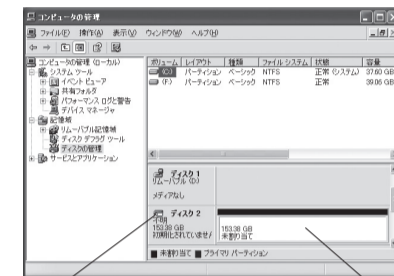 コンピュータの管理
ファイル(F) 操作(A) 表示(V) ウィンドウ(W) ヘルプ(H)
コンピュータの管理 (ローカル)
システム ツール
イベント ビューア
共有フォルダ
パフォーマンス ログと警告
デバイス マネージャ
記憶域
リムーバブル記憶域
ディスク デフラグ ツール
ディスクの管理
サービスとアプリケーション
ボリューム レイアウト 種類 ファイル システム 状態 容量
(C:) パーティション ベーシック NTFS 正常 (システム) 37.60 GB
(F:) パーティション ベーシック NTFS 正常 39.06 GB
ディスク 1
リムーバブル (D:)
メディアなし
ディスク 2
不明
153.38 GB
初期化されていませ/
153.38 GB
未割り当て
未割り当て プライマリ パーティション